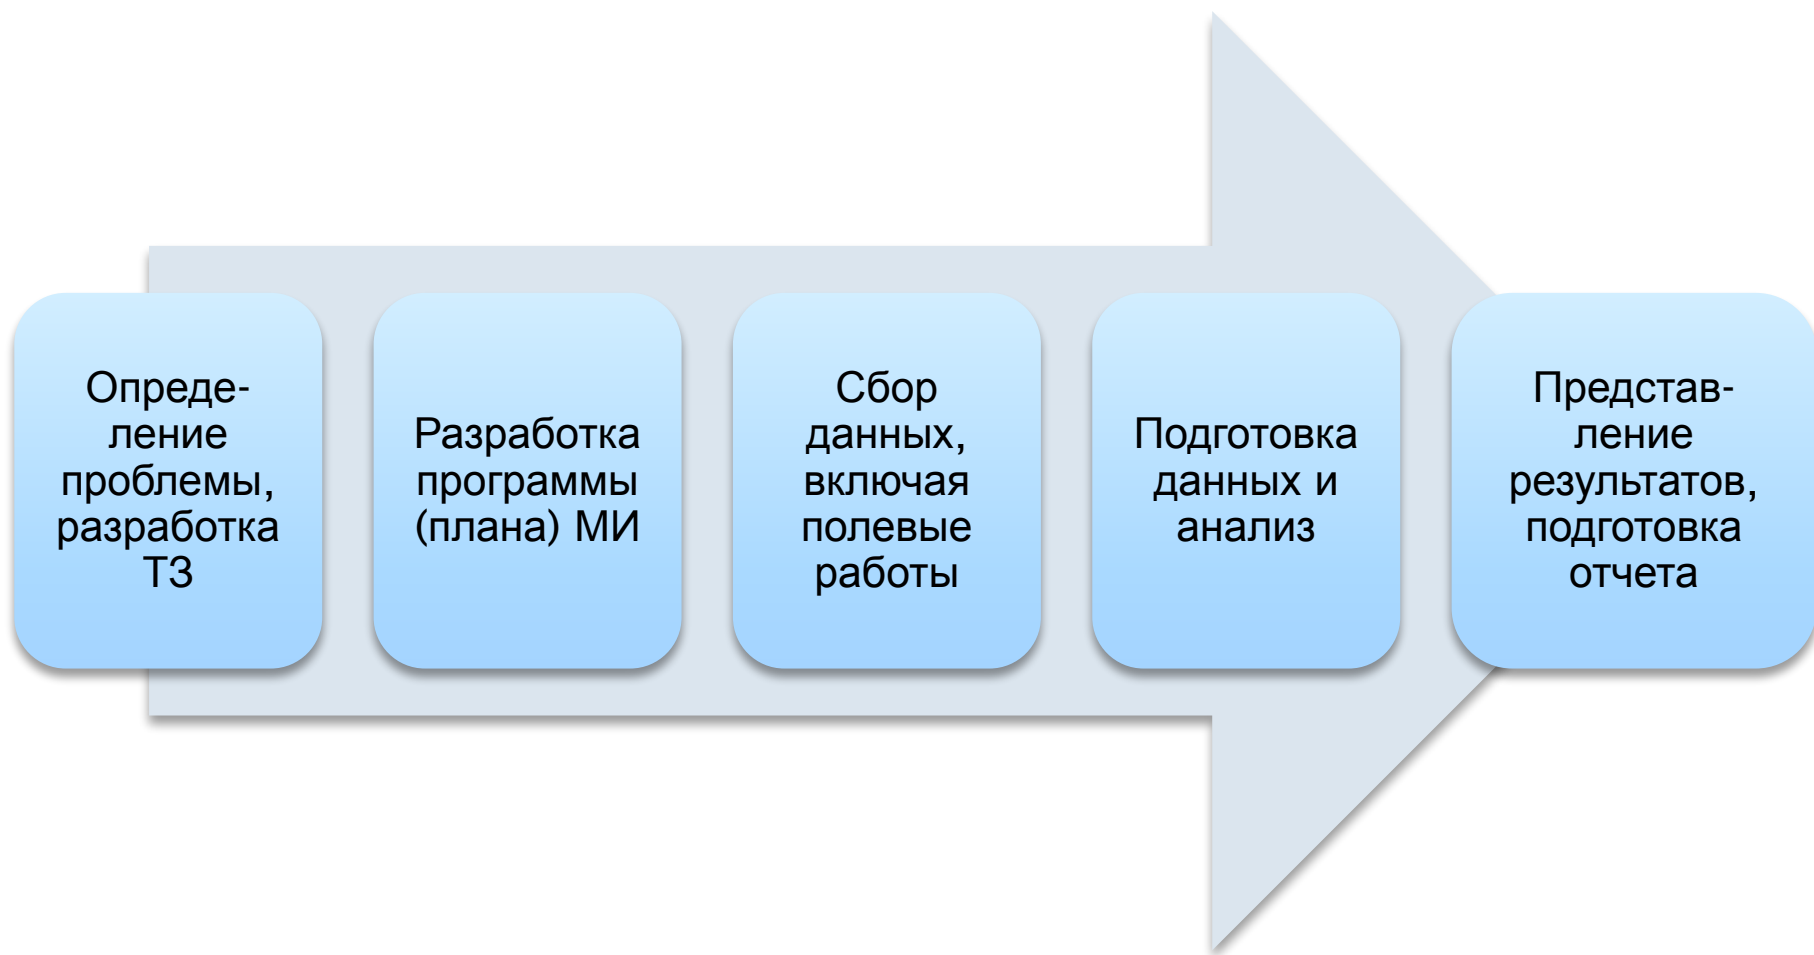 Опреде-
ление
проблемы,
разработка
ТЗ
Разработка
программы
(плана) МИ
Сбор
данных,
включая
полевые
работы
Подготовка
данных и
анализ
Представ-
ление
результатов,
подготовка
отчета